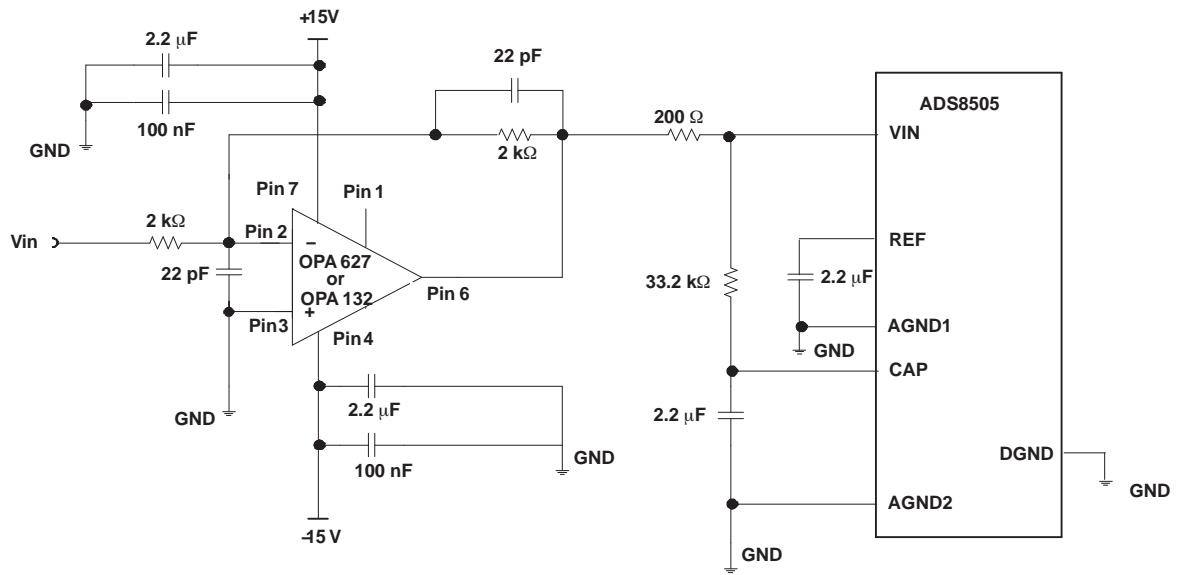 +15V
2.2 μF
100 nF
GND
22 pF
2 kΩ
200 Ω
ADS8505
VIN
Pin 7
Pin 1
Vin
2 kΩ
Pin 2
−
OPA 627
or
OPA 132
+
22 pF
Pin3
Pin 6
Pin4
GND
33.2 kΩ
REF
2.2 μF
AGND1
GND
CAP
2.2 μF
100 nF
GND
-15 V
2.2 μF
DGND
GND
AGND2
GND